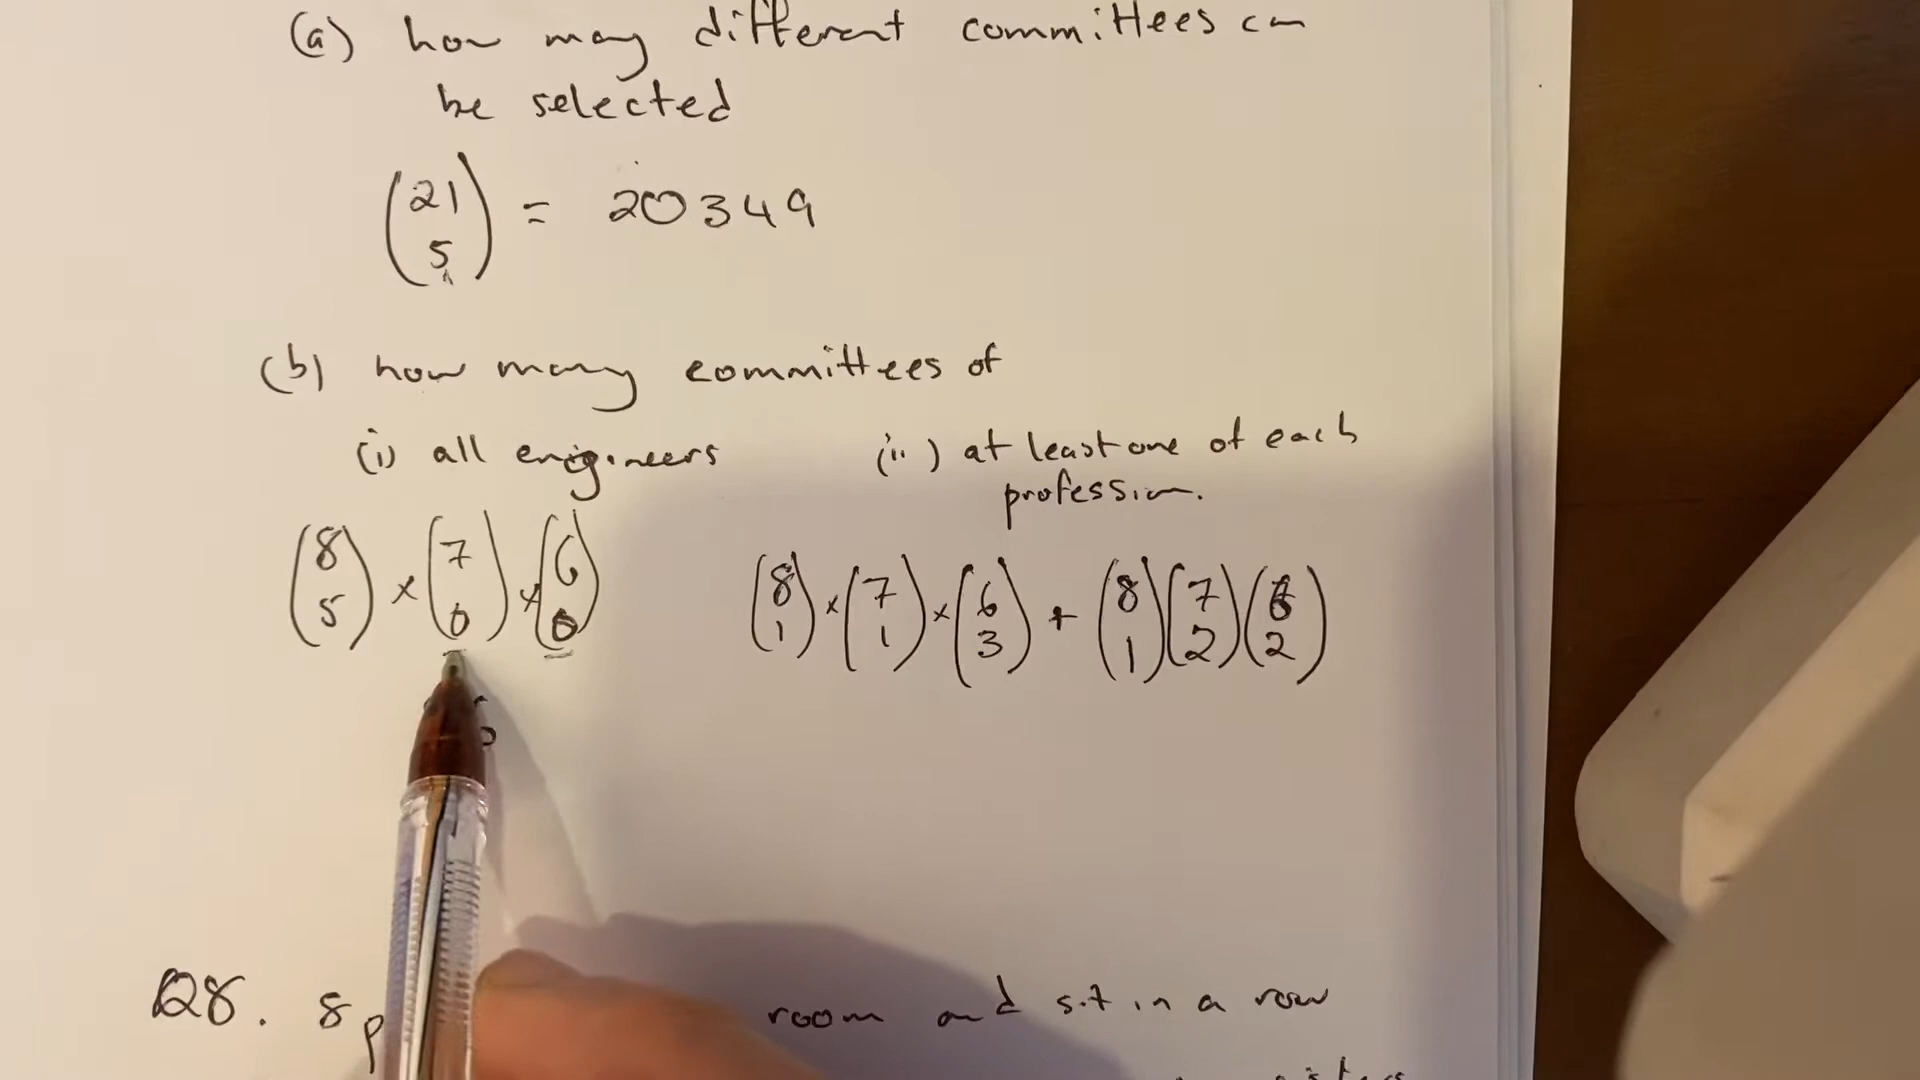 (a) how many different committees can
be selected
(21 5) = 20349
(b) how many committees of
(i) all engineers
(ii) at least one of each
profession.
(8 5) × (7 0) × (6 0)
(8 1) × (7 1) × (6 3) + (8 1)(7 2)(6 2)
Q8. 8 p room and sit in a row